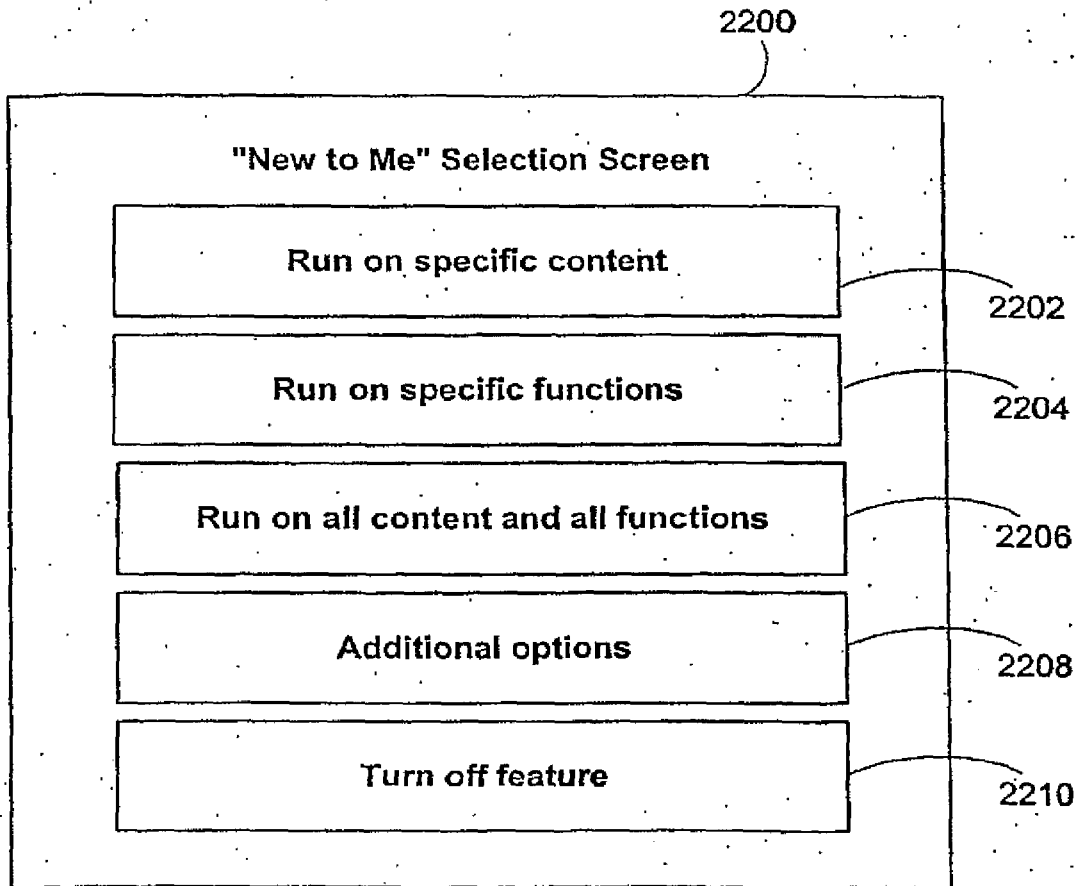 2200
"New to Me" Selection Screen
Run on specific content
2202
Run on specific functions
2204
Run on all content and all functions
2206
Additional options
2208
Turn off feature
2210